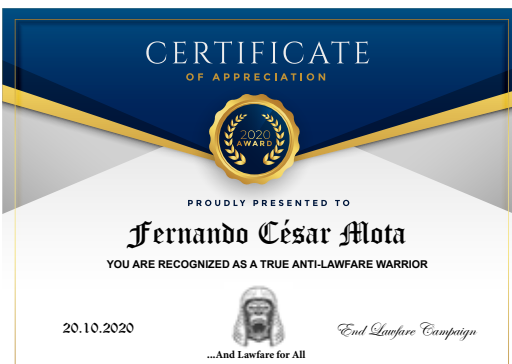 CERTIFICATE
OF APPRECIATION
2020
AWARD
PROUDLY PRESENTED TO
Fernando César Mota
YOU ARE RECOGNIZED AS A TRUE ANTI-LAWFARE WARRIOR
20.10.2020
End Lawfare Campaign
...And Lawfare for All